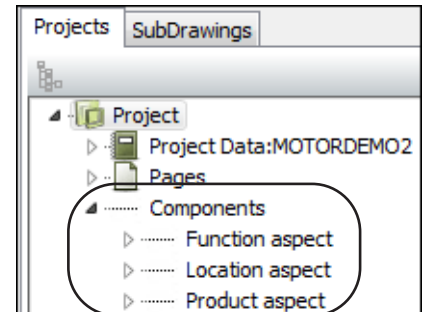 Projects SubDrawings
Project
Project Data:MOTORDEMO2
Pages
Components
Function aspect
Location aspect
Product aspect